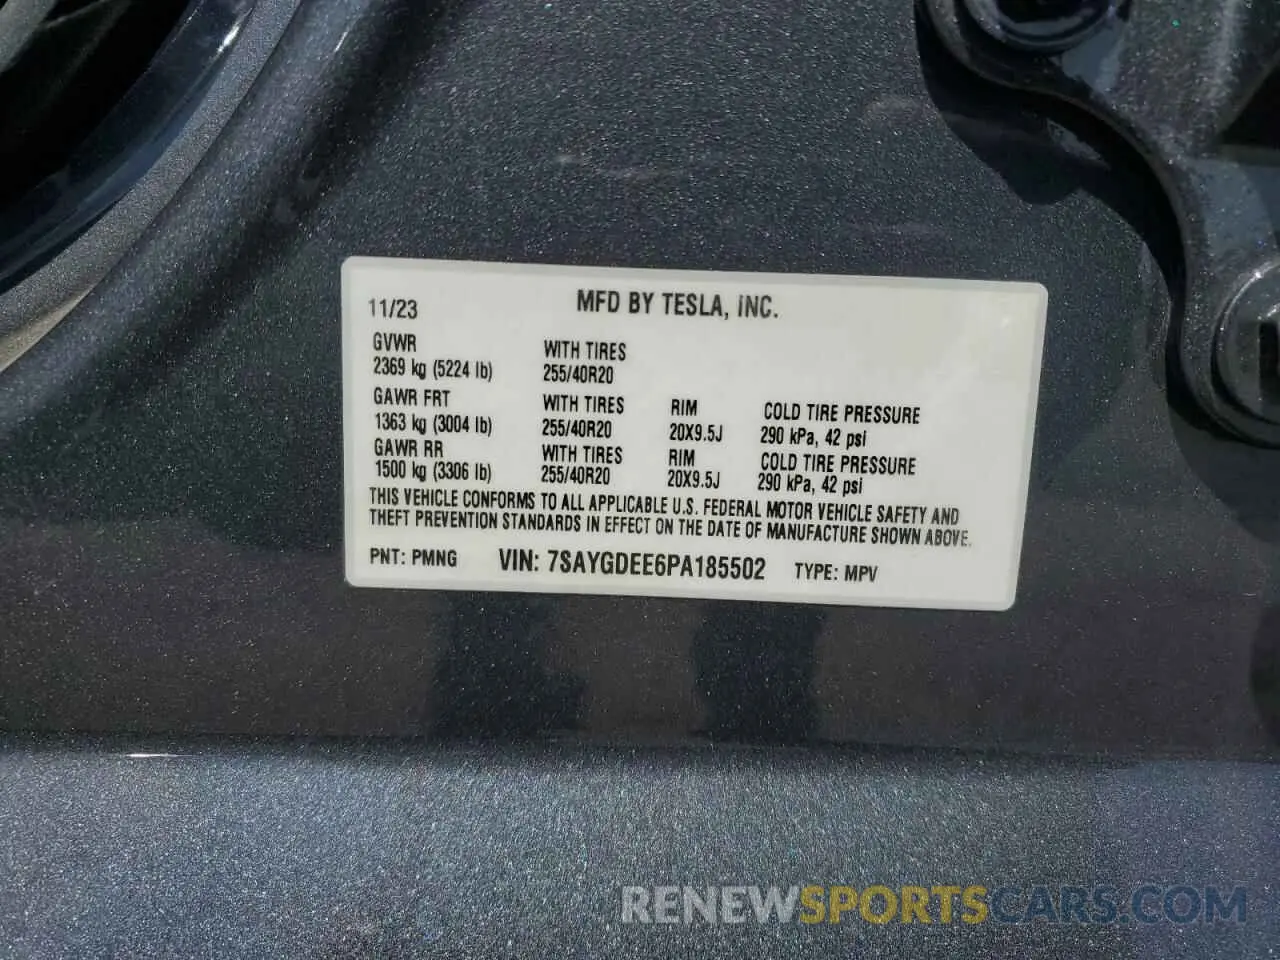 11/23 MFD BY TESLA, INC.
GVWR WITH TIRES
2369 kg (5224 lb) 255/40R20
GAWR FRT WITH TIRES RIM COLD TIRE PRESSURE
1363 kg (3004 lb) 255/40R20 20X9.5J 290 kPa, 42 psi
GAWR RR WITH TIRES RIM COLD TIRE PRESSURE
1500 kg (3306 lb) 255/40R20 20X9.5J 290 kPa, 42 psi
THIS VEHICLE CONFORMS TO ALL APPLICABLE U.S. FEDERAL MOTOR VEHICLE SAFETY AND
THEFT PREVENTION STANDARDS IN EFFECT ON THE DATE OF MANUFACTURE SHOWN ABOVE.
PNT: PMNG VIN: 7SAYGDEE6PA185502 TYPE: MPV
RENEWSPORTSCARS.COM